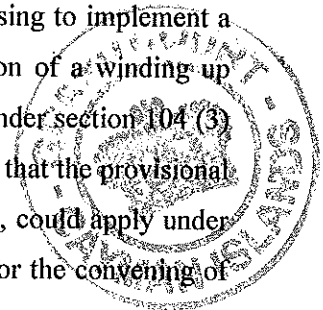 sing to implement a
on of a winding up
nder section 104 (3)
that the provisional
, could apply under
or the convening of